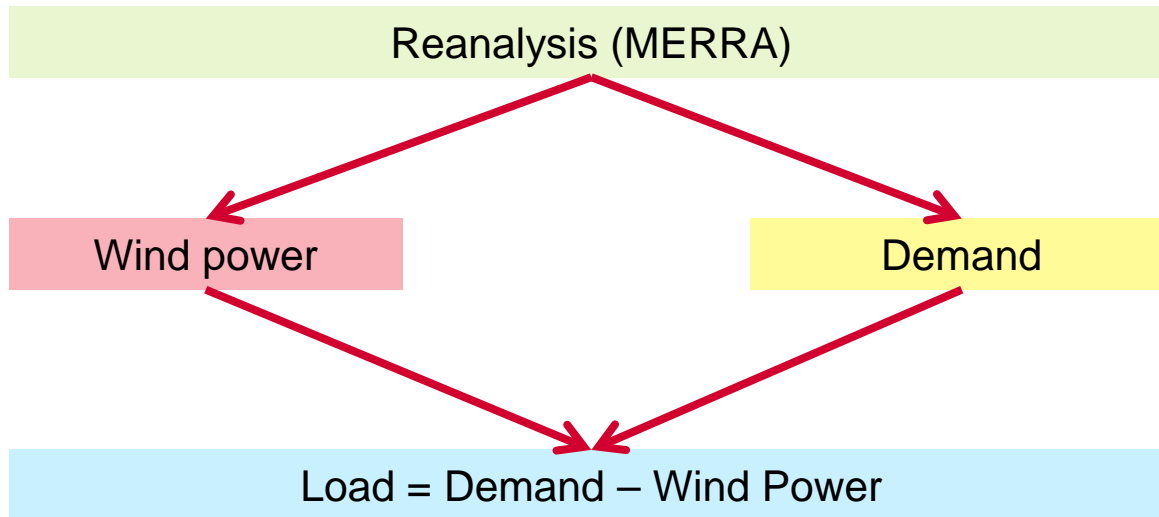 Reanalysis (MERRA)
Wind power
Demand
Load = Demand – Wind Power